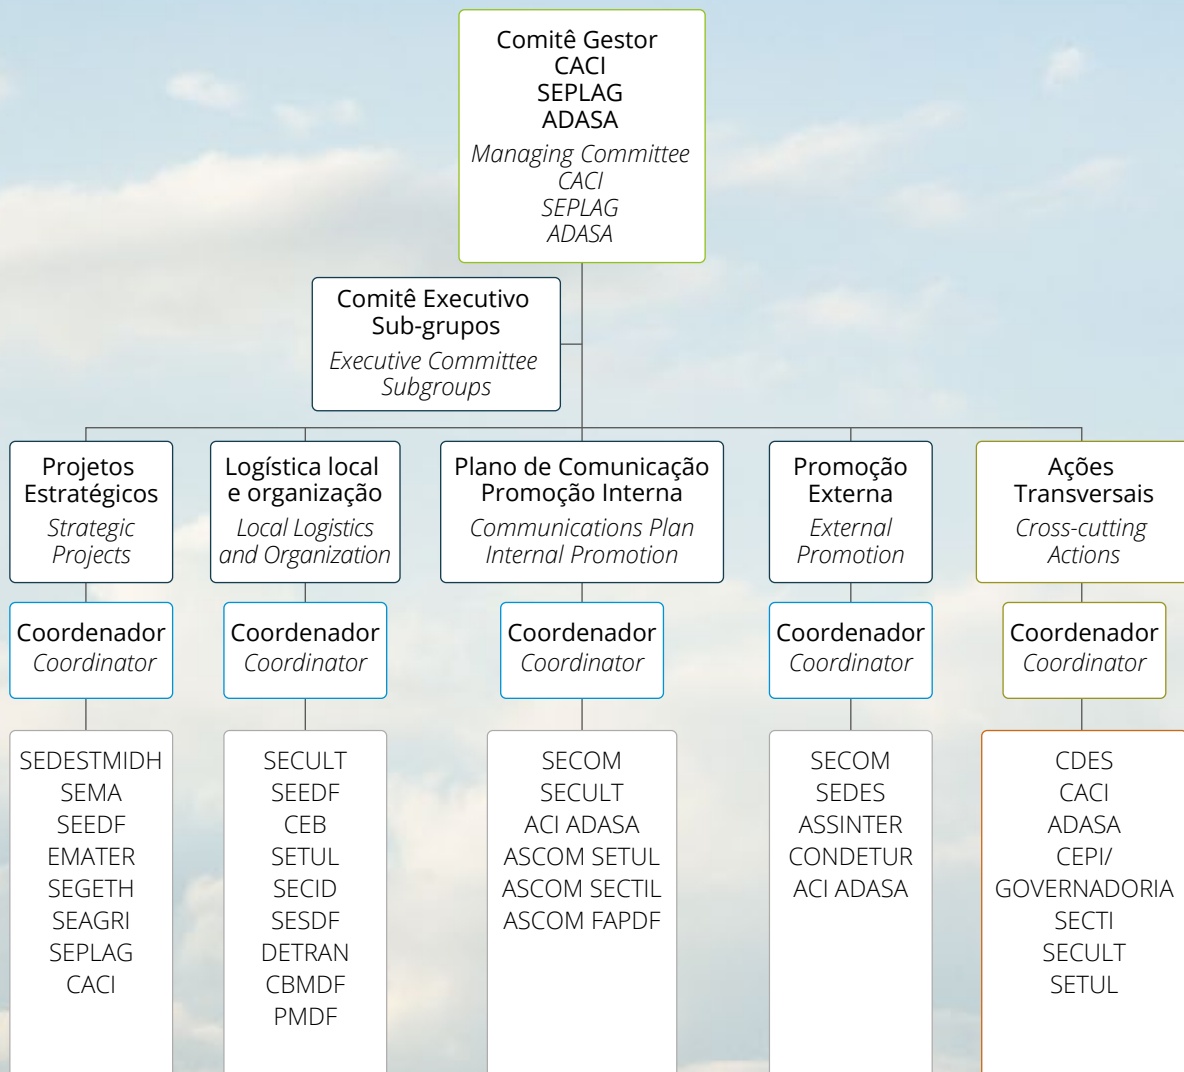 Comitê Gestor
CACI
SEPLAG
ADASA
Managing Committee
CACI
SEPLAG
ADASA
Comitê Executivo
Sub-grupos
Executive Committee
Subgroups
Projetos
Estratégicos
Strategic
Projects
Logística local
e organização
Local Logistics
and Organization
Plano de Comunicação
Promoção Interna
Communications Plan
Internal Promotion
Promoção
Externa
External
Promotion
Ações
Transversais
Cross-cutting
Actions
Coordenador
Coordinator
Coordenador
Coordinator
Coordenador
Coordinator
Coordenador
Coordinator
Coordenador
Coordinator
SEDESTMIDH
SEMA
SEEDF
EMATER
SEGETH
SEAGRI
SEPLAG
CACI
SECULT
SEEDF
CEB
SETUL
SECID
SESDF
DETRAN
CBMDF
PMDF
SECOM
SECULT
ACI ADASA
ASCOM SETUL
ASCOM SECTIL
ASCOM FAPDF
SECOM
SEDES
ASSINTER
CONDETUR
ACI ADASA
CDES
CACI
ADASA
CEPI/
GOVERNADORIA
SECTI
SECULT
SETUL